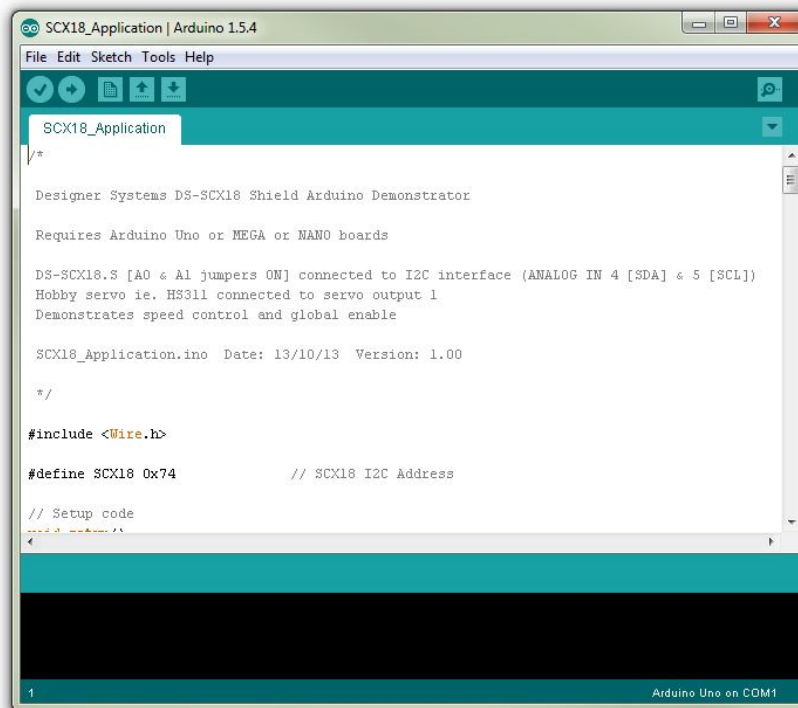 SCX18_Application | Arduino 1.5.4
File Edit Sketch Tools Help
SCX18_Application
/*
Designer Systems DS-SCX18 Shield Arduino Demonstrator
Requires Arduino Uno or MEGA or NANO boards
DS-SCX18.S [A0 & A1 jumpers ON] connected to I2C interface (ANALOG IN 4 [SDA] & 5 [SCL])
Hobby servo ie. HS311 connected to servo output 1
Demonstrates speed control and global enable
SCX18_Application.ino Date: 13/10/13 Version: 1.00
*/
#include <Wire.h>
#define SCX18 0x74 // SCX18 I2C Address
// Setup code
void setup()
1 Arduino Uno on COM1